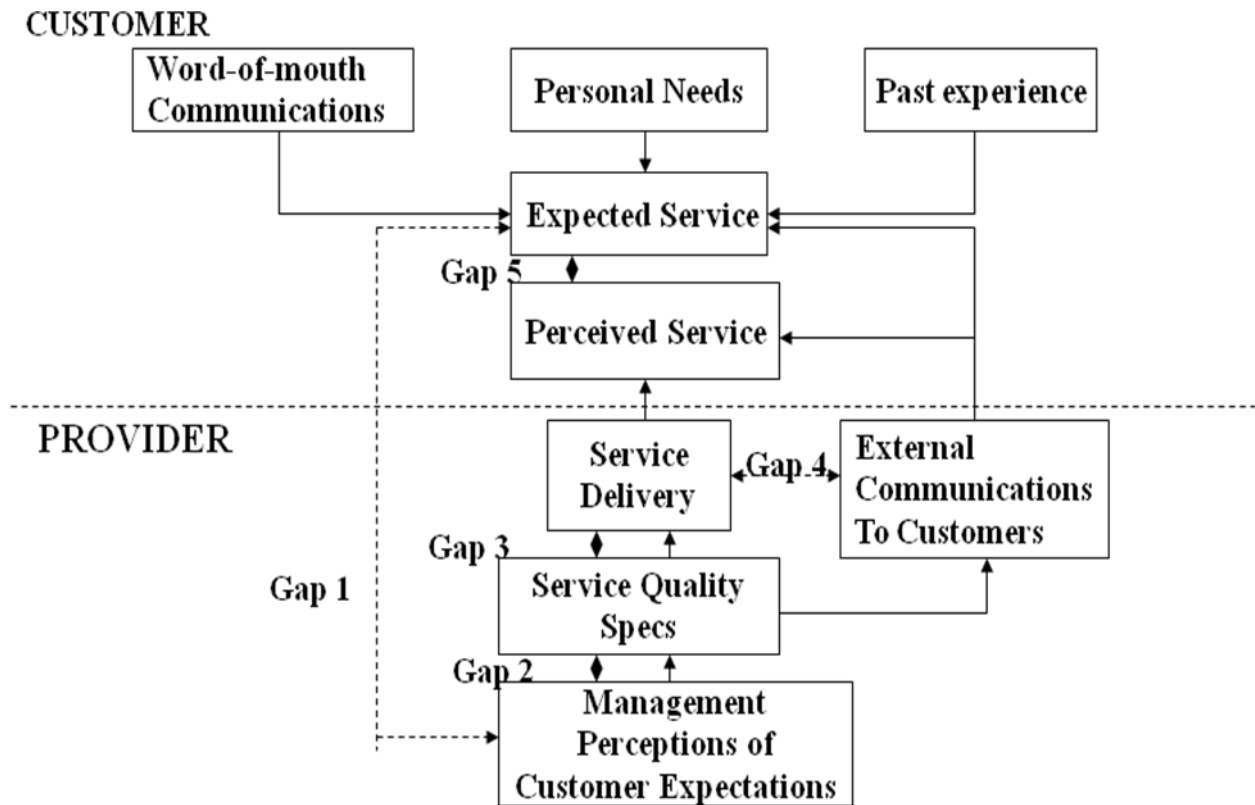 CUSTOMER
Word-of-mouth
Communications
Personal Needs
Past experience
Expected Service
Gap 5
Perceived Service
PROVIDER
Service
Delivery
Gap 4
External
Communications
To Customers
Gap 3
Gap 1
Service Quality
Specs
Gap 2
Management
Perceptions of
Customer Expectations